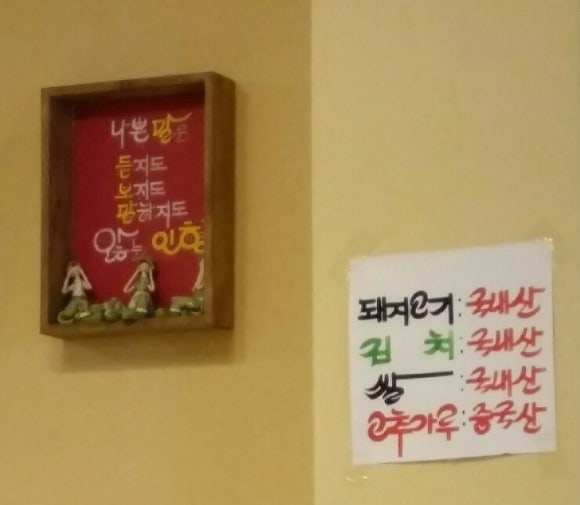 나쁜 말은
듣지도
보지도
말하지도
않는 인형
돼지고기:국내산
김 치:국내산
쌀:국내산
고추가루:중국산